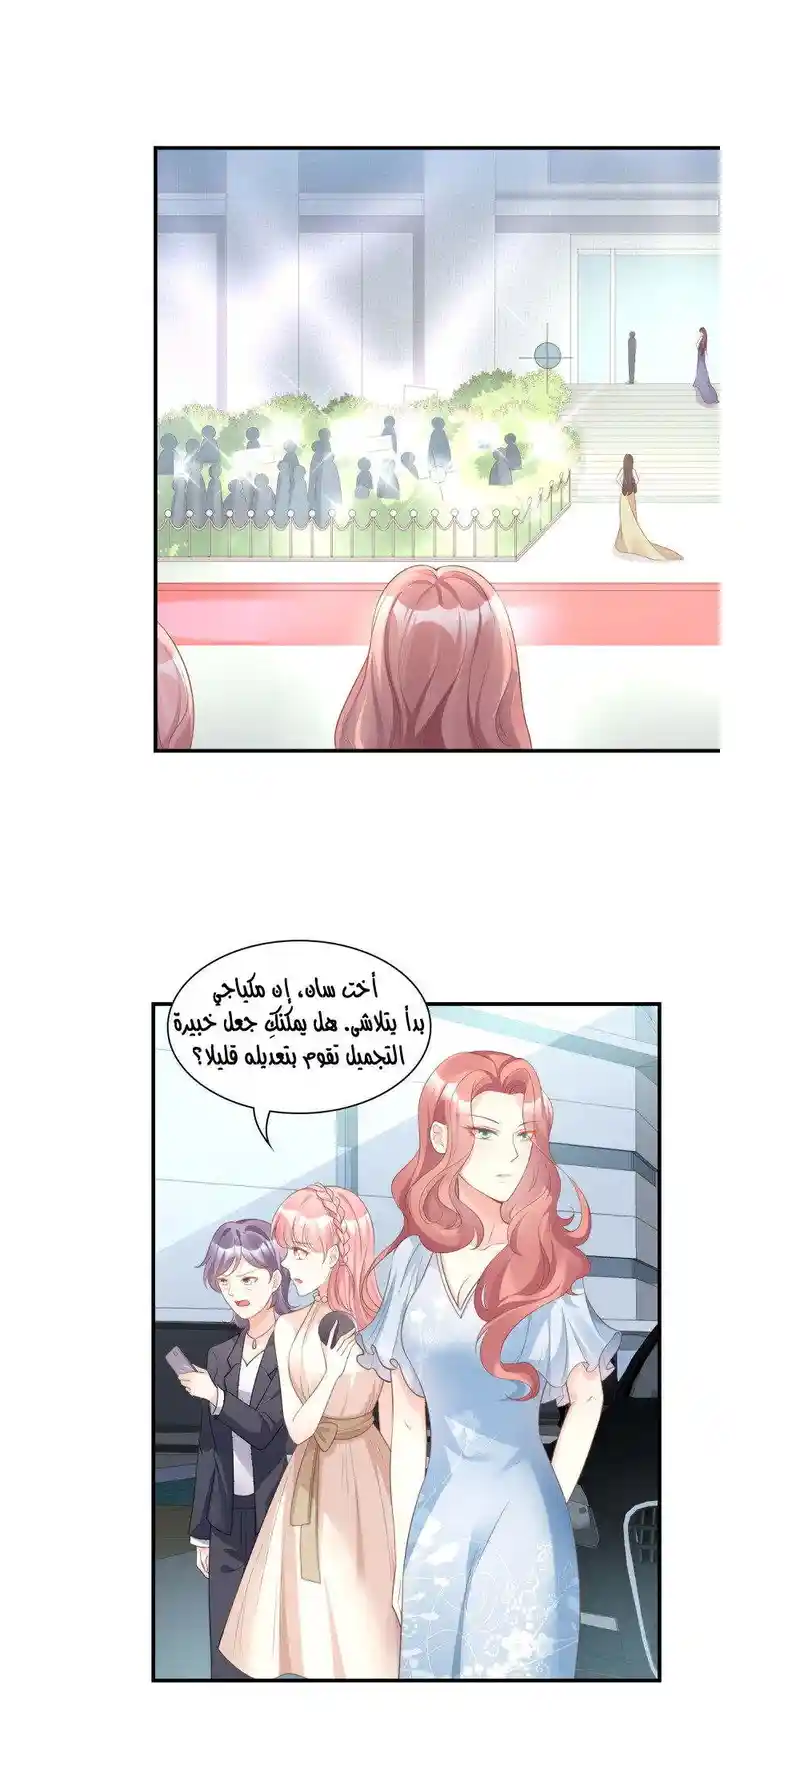 أخت سان، إن مكياجي
بدأ يتلاشى. هل يمكنكِ جعل خبيرة
التجميل تقوم بتعديله قليلا؟